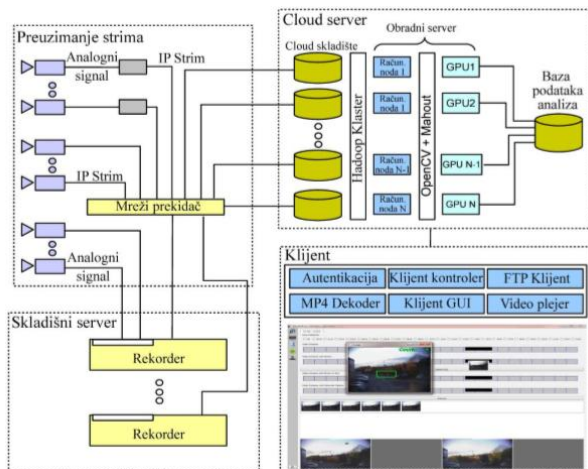 Preuzimanje strima
Analogni
signal
IP Strim
IP Strim
Mreži prekidač
Analogni
signal
Skladišni server
Rekorder
Rekorder
Cloud server
Obradni server
Cloud skladište
Hadoop Klaster
Račun.
noda 1
Račun.
noda 1
Račun.
noda N-1
Račun.
noda N
OpenCV + Mahout
GPU1
GPU2
GPU N-1
GPU N
Baza
podataka
analiza
Klijent
Autentikacija
Klijent kontroler
FTP Klijent
MP4 Dekoder
Klijent GUI
Video plejer